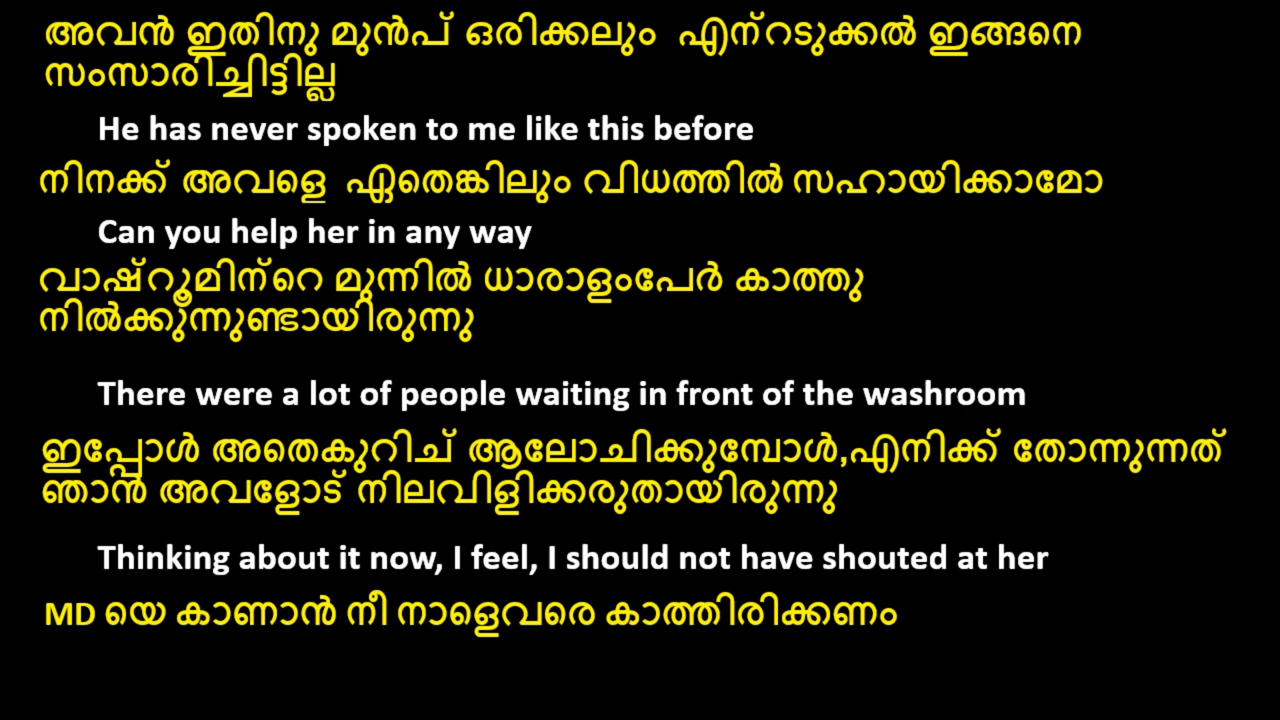 അവൻ ഇതിനു മുൻപ് ഒരിക്കലും എന്റടുക്കൽ ഇങ്ങനെ
സംസാരിച്ചിട്ടില്ല
He has never spoken to me like this before
നിനക്ക് അവളെ ഏതെങ്കിലും വിധത്തിൽ സഹായിക്കാമോ
Can you help her in any way
വാഷ്റൂമിന്റെ മുന്നിൽ ധാരാളംപേർ കാത്തു
നിൽക്കുന്നുണ്ടായിരുന്നു
There were a lot of people waiting in front of the washroom
ഇപ്പോൾ അതെകുറിച് ആലോചിക്കുമ്പോൾ,എനിക്ക് തോന്നുന്നത്
ഞാൻ അവളോട് നിലവിളിക്കരുതായിരുന്നു
Thinking about it now, I feel, I should not have shouted at her
MD യെ കാണാൻ നീ നാളെവരെ കാത്തിരിക്കണം